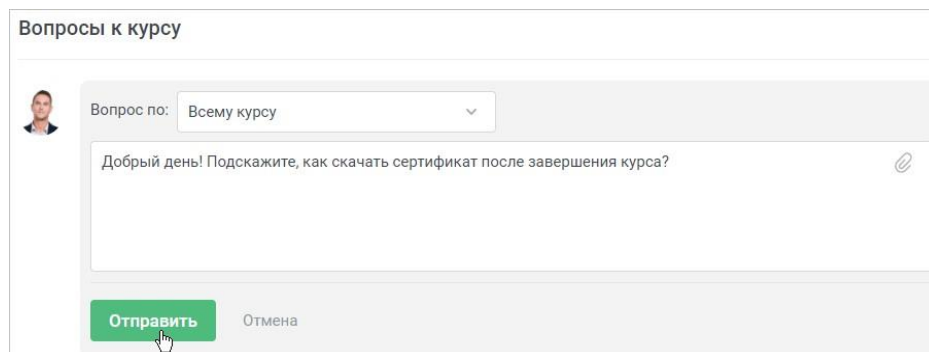 Вопросы к курсу
Вопрос по: Всему курсу
Добрый день! Подскажите, как скачать сертификат после завершения курса?
Отправить Отмена